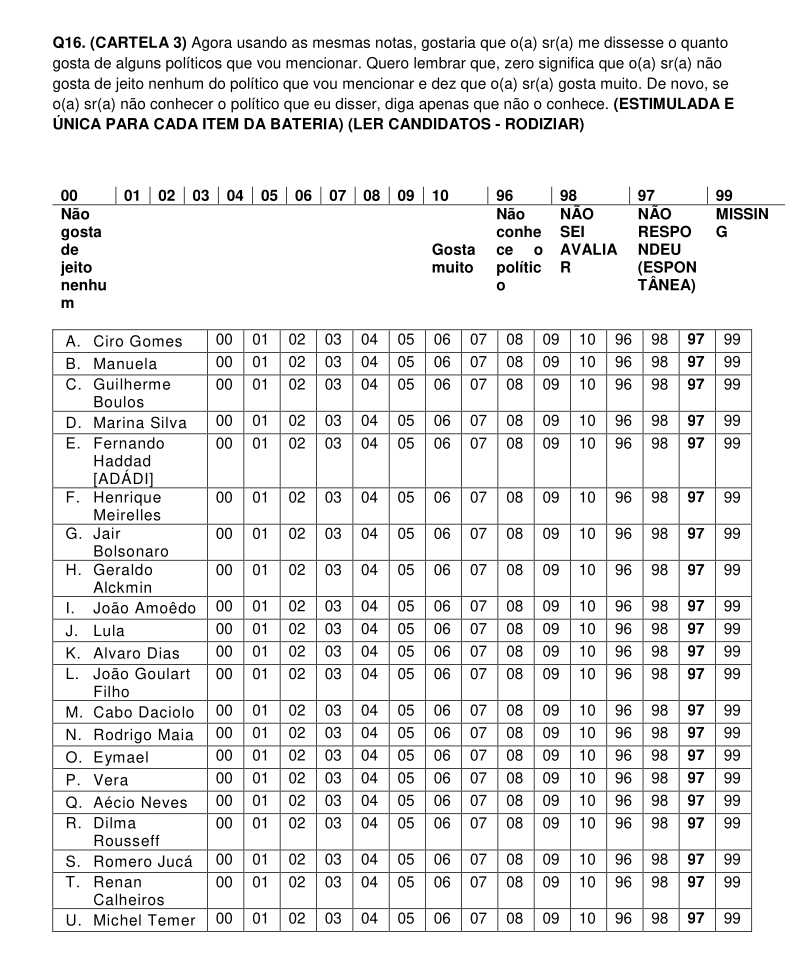 Q16. (CARTELA 3) Agora usando as mesmas notas, gostaria que o(a) sr(a) me dissesse o quanto
gosta de alguns políticos que vou mencionar. Quero lembrar que, zero significa que o(a) sr(a) não
gosta de jeito nenhum do político que vou mencionar e dez que o(a) sr(a) gosta muito. De novo, se
o(a) sr(a) não conhecer o político que eu disser, diga apenas que não o conhece. (ESTIMULADA E
ÚNICA PARA CADA ITEM DA BATERIA) (LER CANDIDATOS - RODIZIAR)
00 01 02 03 04 05 06 07 08 09 10 96 98 97 99
Não gosta de jeito nenhu m
Gosta muito
Não conhe ce o polític o
NÃO SEI AVALIA R
NÃO RESPO NDEU (ESPON TÂNEA)
MISSIN G
A. Ciro Gomes 00 01 02 03 04 05 06 07 08 09 10 96 98 97 99
B. Manuela 00 01 02 03 04 05 06 07 08 09 10 96 98 97 99
C. Guilherme 00 01 02 03 04 05 06 07 08 09 10 96 98 97 99
Boulos
D. Marina Silva 00 01 02 03 04 05 06 07 08 09 10 96 98 97 99
E. Fernando 00 01 02 03 04 05 06 07 08 09 10 96 98 97 99
Haddad
[ADÁDI]
F. Henrique 00 01 02 03 04 05 06 07 08 09 10 96 98 97 99
Meirelles
G. Jair 00 01 02 03 04 05 06 07 08 09 10 96 98 97 99
Bolsonaro
H. Geraldo 00 01 02 03 04 05 06 07 08 09 10 96 98 97 99
Alckmin
I. João Amoêdo 00 01 02 03 04 05 06 07 08 09 10 96 98 97 99
J. Lula 00 01 02 03 04 05 06 07 08 09 10 96 98 97 99
K. Alvaro Dias 00 01 02 03 04 05 06 07 08 09 10 96 98 97 99
L. João Goulart 00 01 02 03 04 05 06 07 08 09 10 96 98 97 99
Filho
M. Cabo Daciolo 00 01 02 03 04 05 06 07 08 09 10 96 98 97 99
N. Rodrigo Maia 00 01 02 03 04 05 06 07 08 09 10 96 98 97 99
O. Eymael 00 01 02 03 04 05 06 07 08 09 10 96 98 97 99
P. Vera 00 01 02 03 04 05 06 07 08 09 10 96 98 97 99
Q. Aécio Neves 00 01 02 03 04 05 06 07 08 09 10 96 98 97 99
R. Dilma 00 01 02 03 04 05 06 07 08 09 10 96 98 97 99
Rousseff
S. Romero Jucá 00 01 02 03 04 05 06 07 08 09 10 96 98 97 99
T. Renan 00 01 02 03 04 05 06 07 08 09 10 96 98 97 99
Calheiros
U. Michel Temer 00 01 02 03 04 05 06 07 08 09 10 96 98 97 99